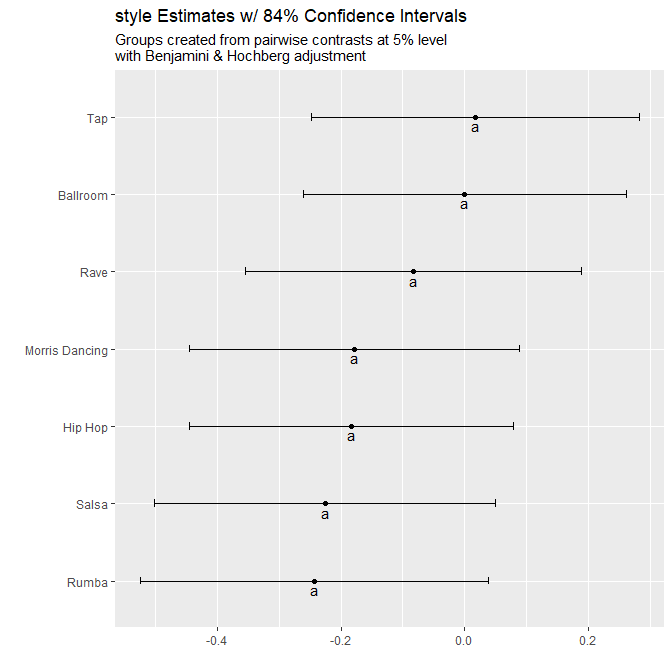 style Estimates w/ 84% Confidence Intervals
Groups created from pairwise contrasts at 5% level
with Benjamini & Hochberg adjustment
Tap
a
Ballroom
a
Rave
a
Morris Dancing
a
Hip Hop
a
Salsa
a
Rumba
a
-0.4 -0.2 0.0 0.2